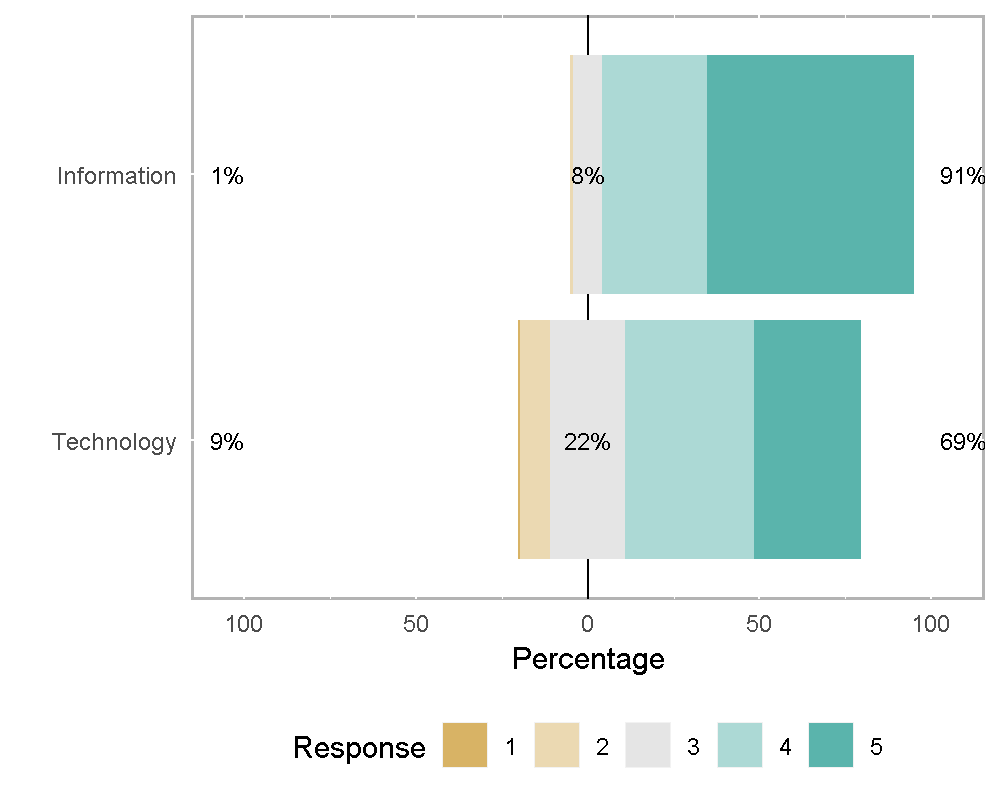 Information 1% 8% 91%
Technology 9% 22% 69%
100 50 0 50 100
Percentage
Response 1 2 3 4 5